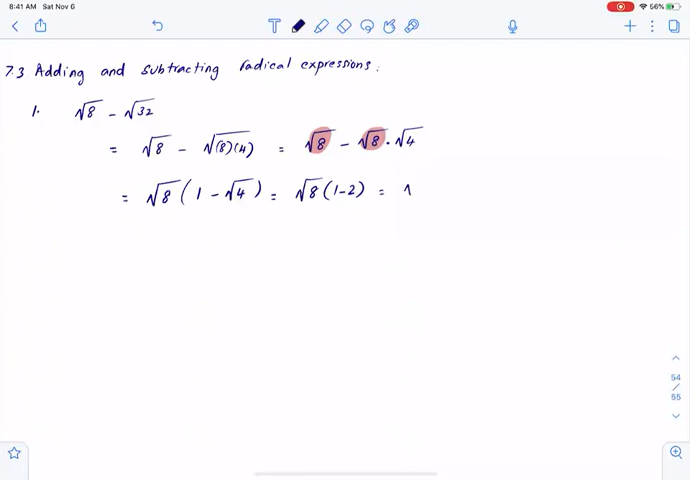 8:41 AM Sat Nov 6
56%
T
7.3 Adding and subtracting radical expressions:
1. √8 - √32
= √8 - √(8)(4) = √8 - √8 · √4
= √8 (1 - √4) = √8 (1-2) =
54
/
55